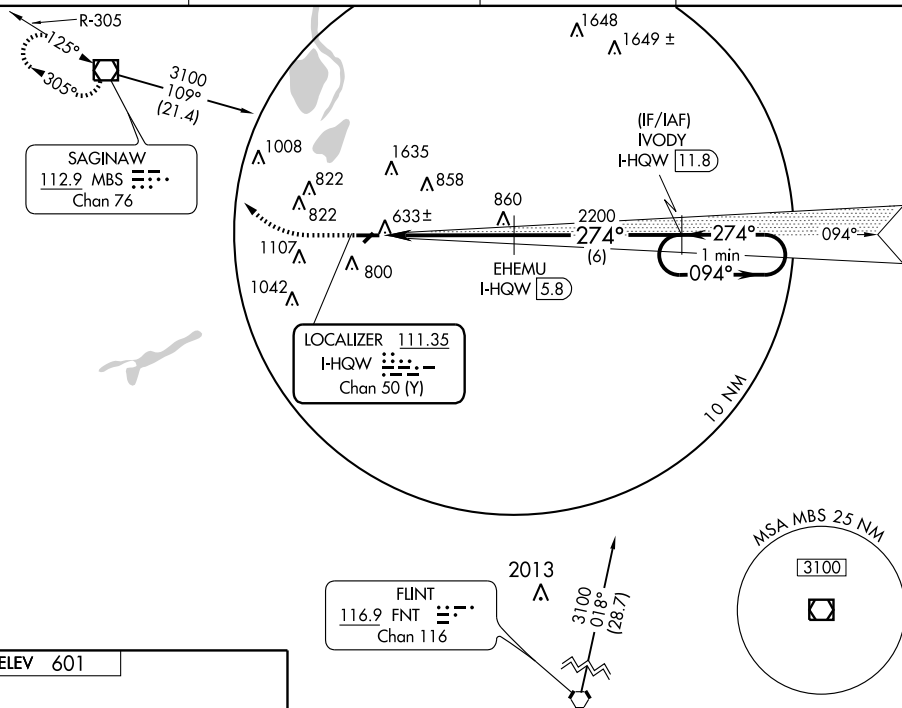 R-305
125°
305°
3100
109°
(21.4)
SAGINAW
112.9 MBS
Chan 76
1648
1649 ±
(IF/IAF)
IVODY
I-HQW 11.8
1008
1635
822
858
822
633±
860
2200
274°
(6)
274°
094°
1 min
094°
1107
800
EHEMU
I-HQW 5.8
1042
LOCALIZER 111.35
I-HQW
Chan 50 (Y)
10 NM
MSA MBS 25 NM
3100
2013
3100
018°
(28.7)
FLINT
116.9 FNT
Chan 116
ELEV 601